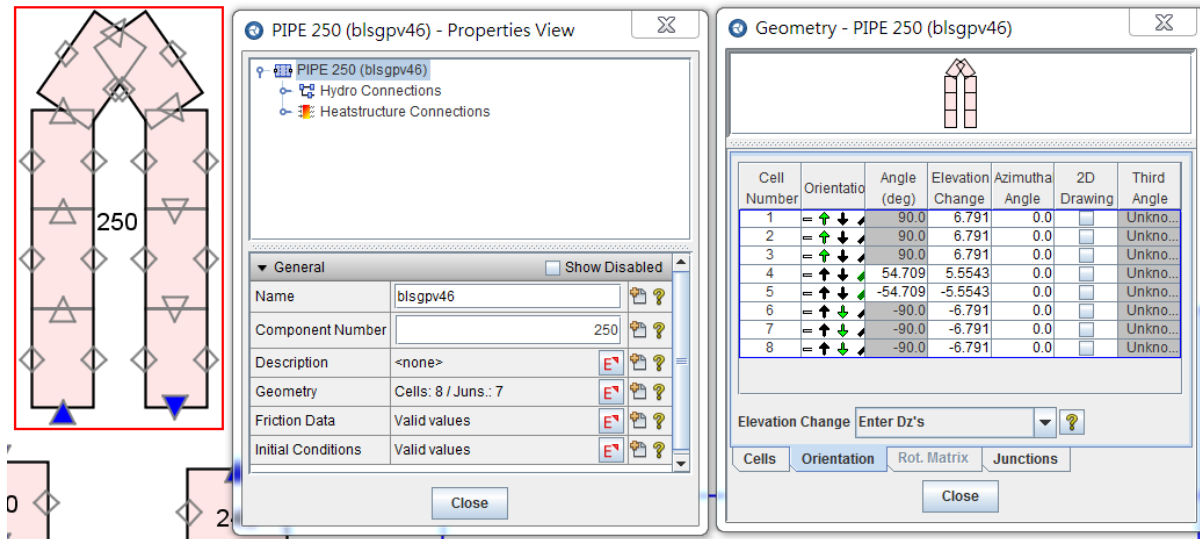 250
0
2
PIPE 250 (blsgpv46) - Properties View
PIPE 250 (blsgpv46)
Hydro Connections
Heatstructure Connections
General Show Disabled
Name blsgpv46
Component Number 250
Description <none> E
Geometry Cells: 8 / Juns.: 7 E
Friction Data Valid values E
Initial Conditions Valid values E
Close
Geometry - PIPE 250 (blsgpv46)
Cell Number Orientatio Angle (deg) Elevation Change Azimutha Angle 2D Drawing Third Angle
1 90.0 6.791 0.0 Unkno...
2 90.0 6.791 0.0 Unkno...
3 90.0 6.791 0.0 Unkno...
4 54.709 5.5543 0.0 Unkno...
5 -54.709 -5.5543 0.0 Unkno...
6 -90.0 -6.791 0.0 Unkno...
7 -90.0 -6.791 0.0 Unkno...
8 -90.0 -6.791 0.0 Unkno...
Elevation Change Enter Dz's
Cells Orientation Rot. Matrix Junctions
Close